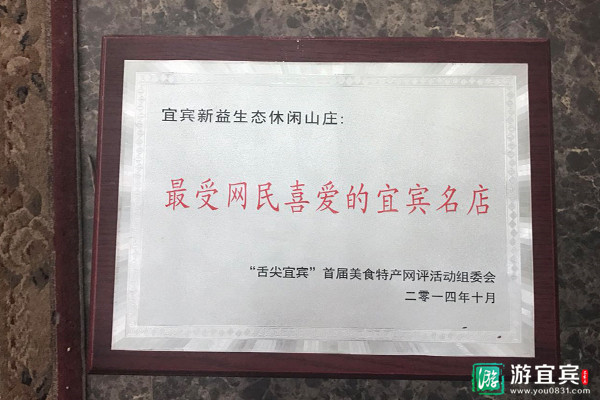 宜宾新益生态休闲山庄：
最受网民喜爱的宜宾名店
“舌尖宜宾”首届美食特产网评活动组委会
二零一四年十月
游 游宜宾
www.you0831.com